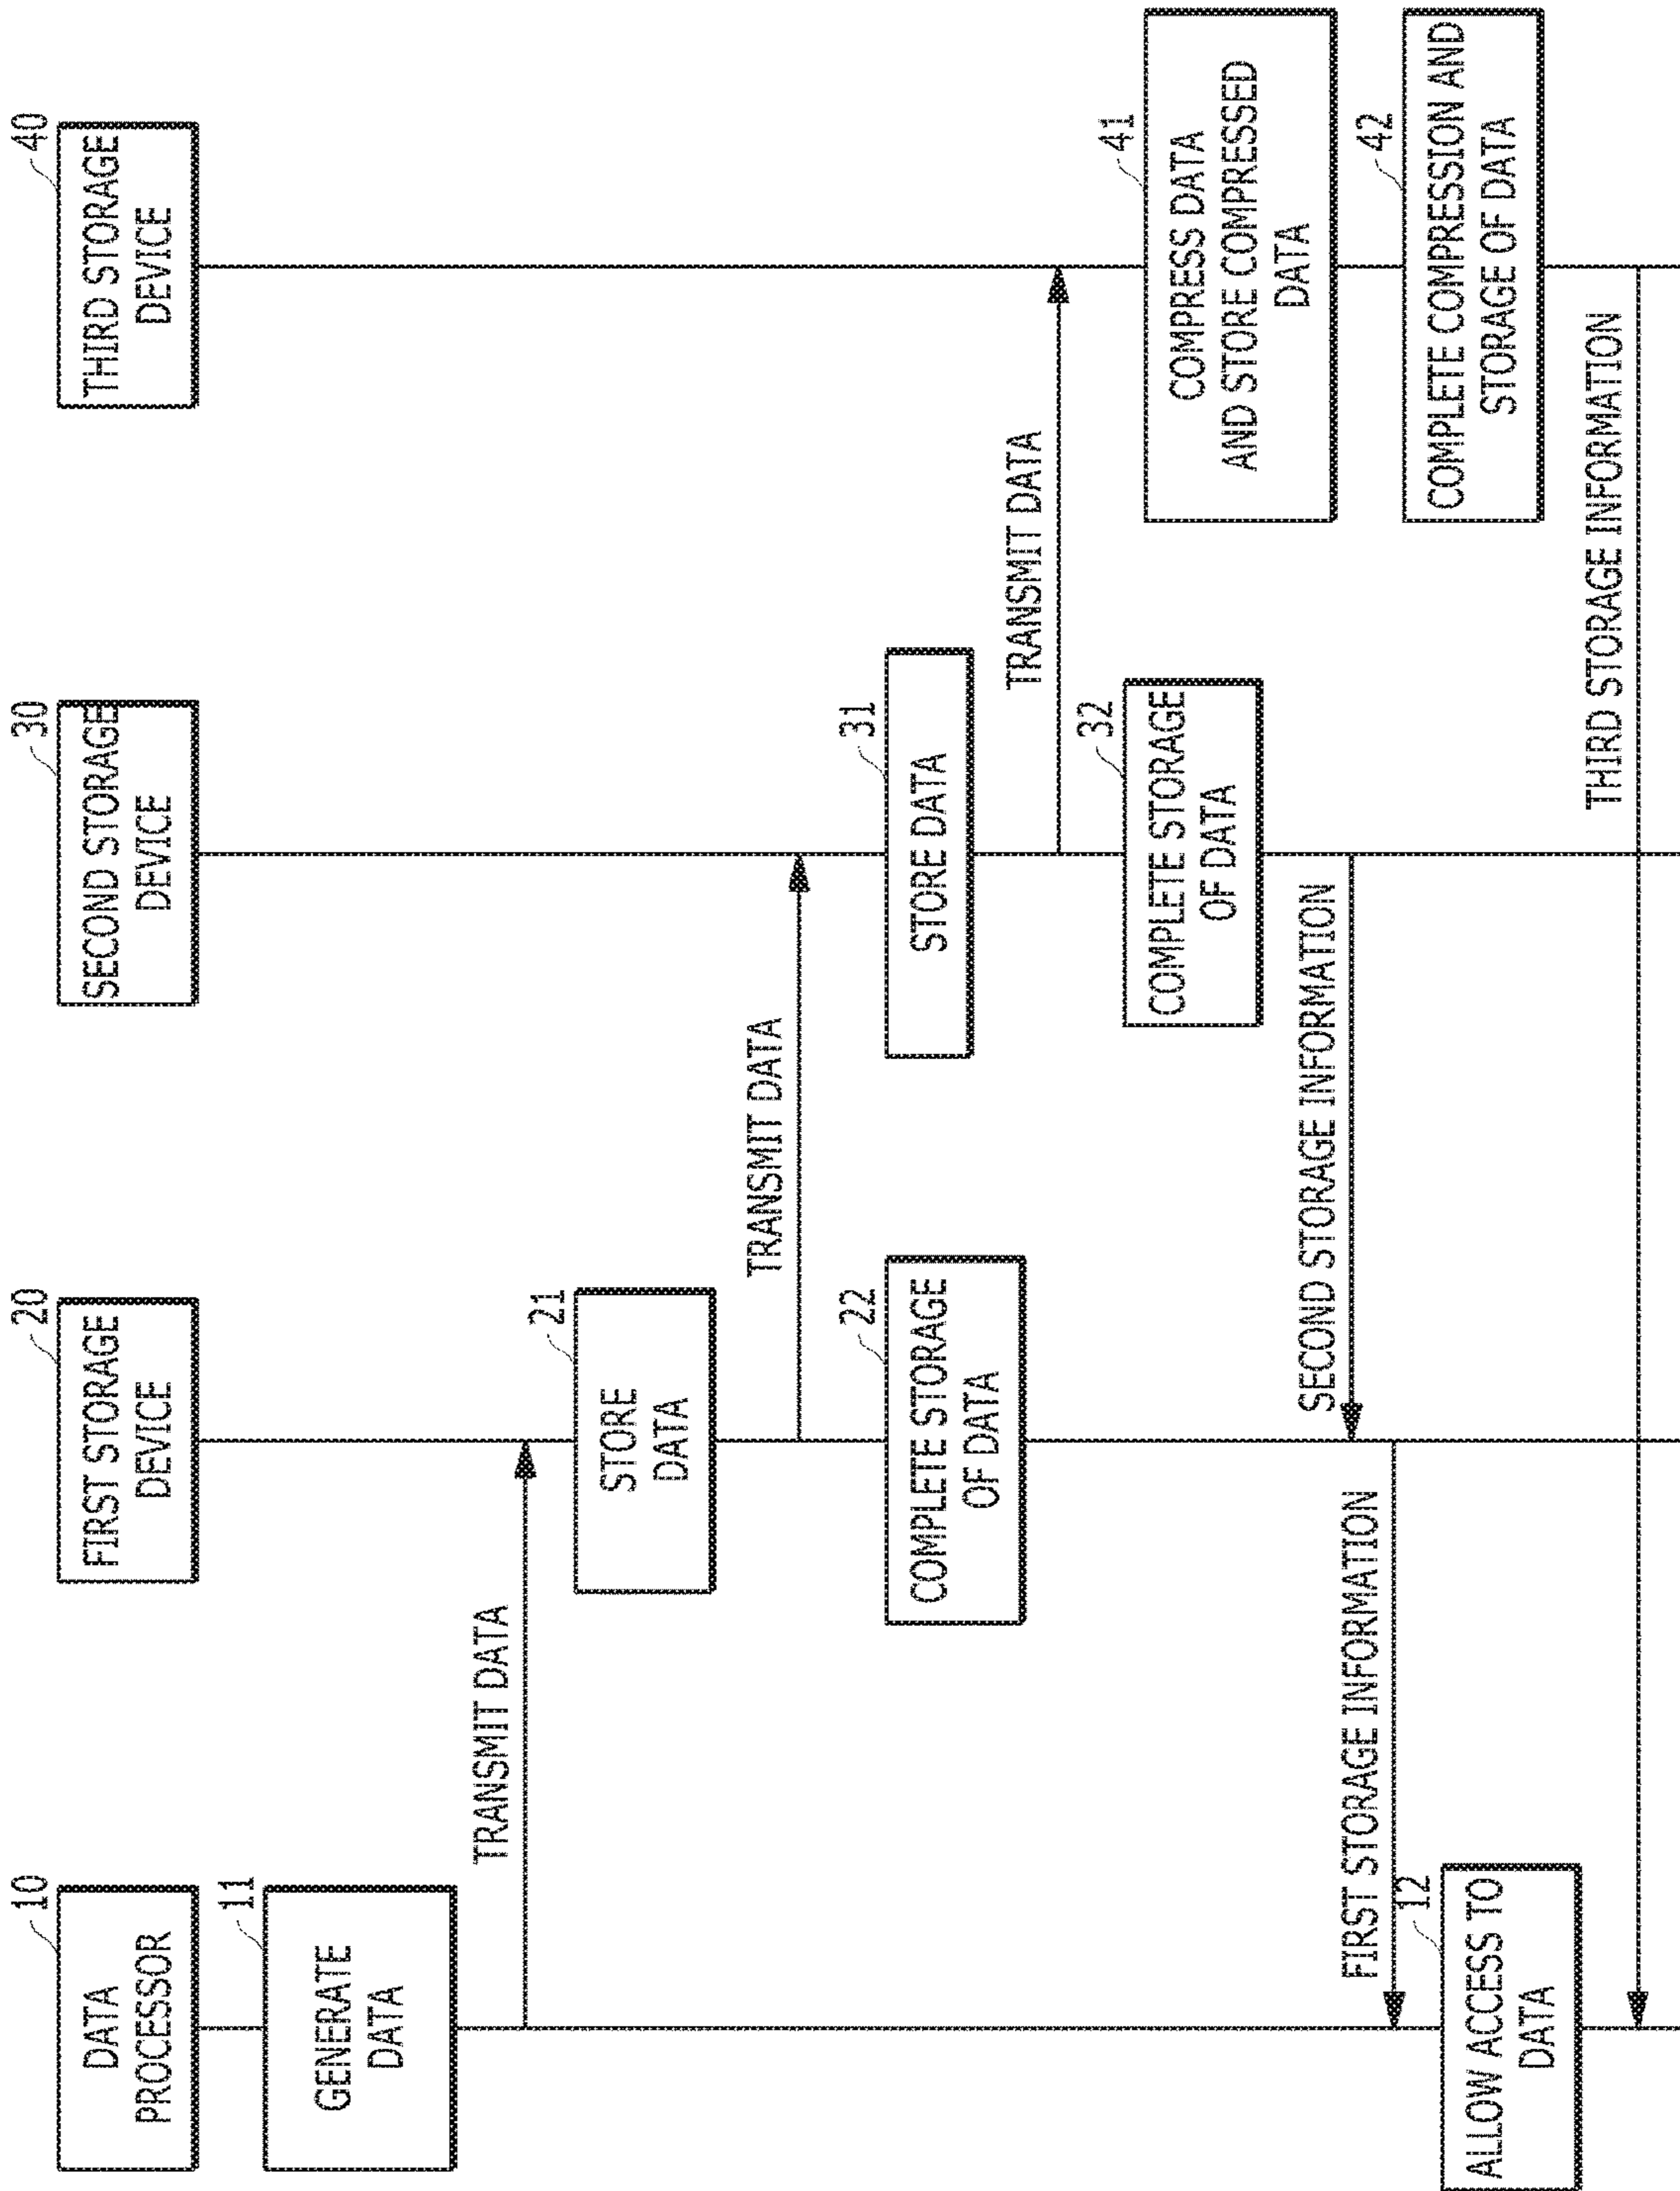 10
DATA
PROCESSOR
20
FIRST STORAGE
DEVICE
30
SECOND STORAGE
DEVICE
40
THIRD STORAGE
DEVICE
11
GENERATE
DATA
TRANSMIT DATA
21
STORE
DATA
TRANSMIT DATA
22
COMPLETE STORAGE
OF DATA
31
STORE DATA
TRANSMIT DATA
32
COMPLETE STORAGE
OF DATA
41
COMPRESS DATA
AND STORE COMPRESSED
DATA
SECOND STORAGE INFORMATION
FIRST STORAGE INFORMATION
42
COMPLETE COMPRESSION AND
STORAGE OF DATA
12
ALLOW ACCESS TO
DATA
THIRD STORAGE INFORMATION